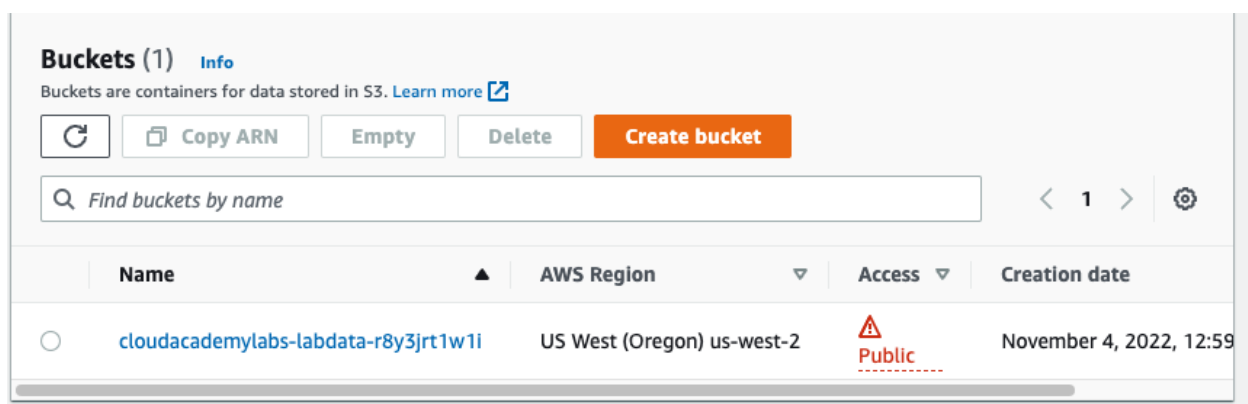 Buckets (1) Info
Buckets are containers for data stored in S3. Learn more
Copy ARN Empty Delete Create bucket
Find buckets by name
1
Name AWS Region Access Creation date
cloudacademylabs-labdata-r8y3jrt1w1i US West (Oregon) us-west-2 Public November 4, 2022, 12:59